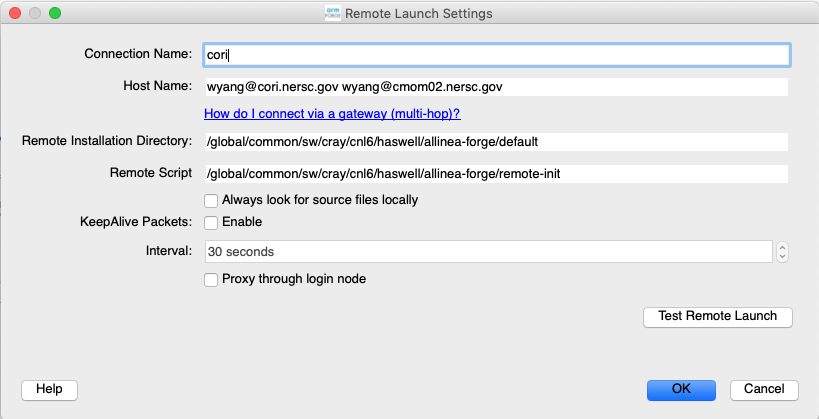 arm FORGE Remote Launch Settings
Connection Name: cori
Host Name: wyang@cori.nersc.gov wyang@cmom02.nersc.gov
How do I connect via a gateway (multi-hop)?
Remote Installation Directory: /global/common/sw/cray/cnl6/haswell/allinea-forge/default
Remote Script /global/common/sw/cray/cnl6/haswell/allinea-forge/remote-init
Always look for source files locally
KeepAlive Packets: Enable
Interval: 30 seconds
Proxy through login node
Test Remote Launch
Help OK Cancel